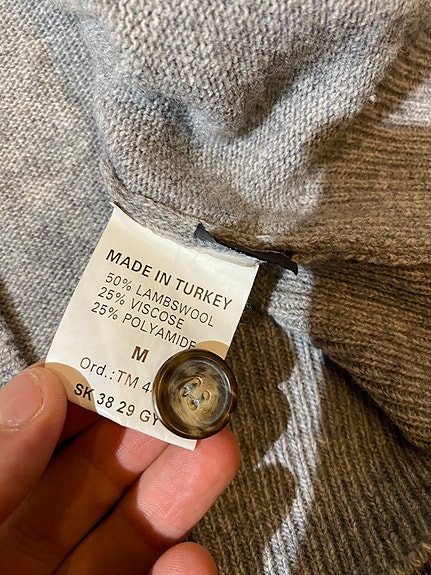 MADE IN TURKEY
50% LAMBSWOOL
25% VISCOSE
25% POLYAMIDE
M
Ord.:TM 4
SK 38 29 GY